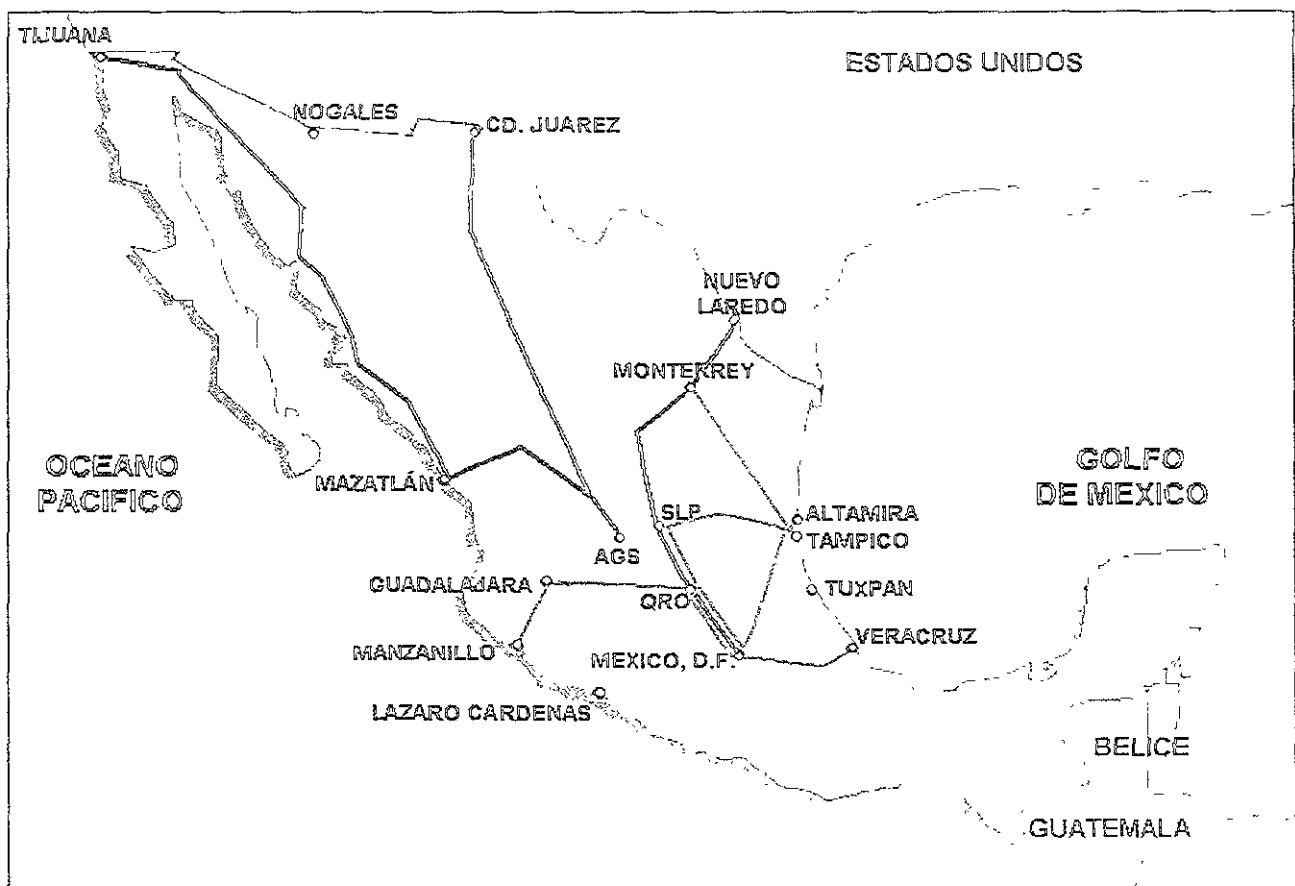 TIJUANA
ESTADOS UNIDOS
NOGALES
CD. JUAREZ
NUEVO
LAREDO
MONTERREY
OCEANO
PACIFICO
MAZATLÁN
GOLFO
DE MEXICO
SLP
ALTAMIRA
TAMPICO
AGS
GUADALAJARA
QRO
TUXPAN
MANZANILLO
MEXICO, D.F.
VERACRUZ
LAZARO CARDENAS
BELICE
GUATEMALA